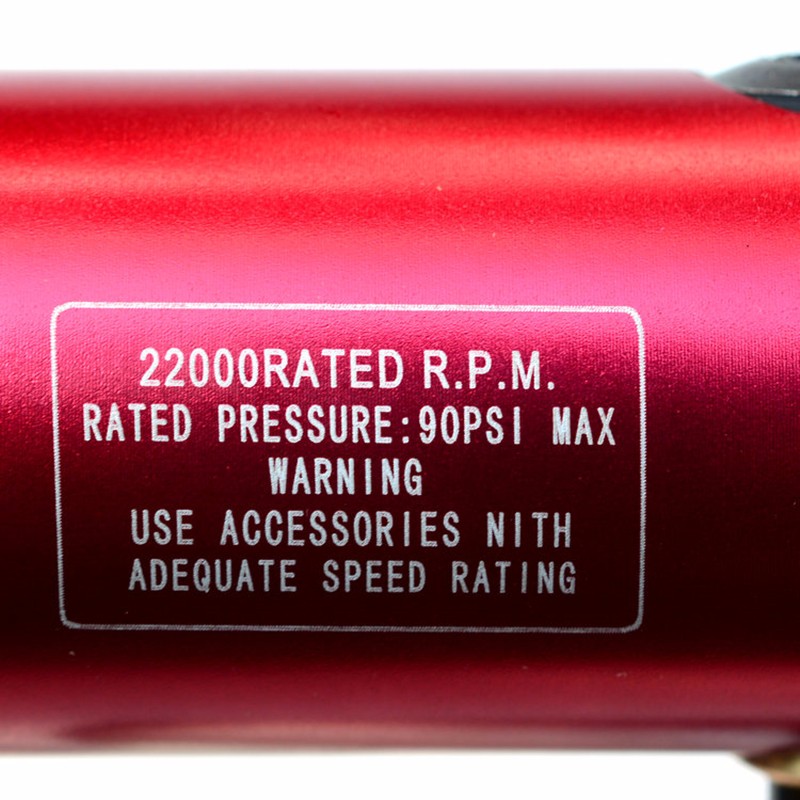 22000RATED R.P.M.
RATED PRESSURE:90PSI MAX
WARNING
USE ACCESSORIES NITH
ADEQUATE SPEED RATING